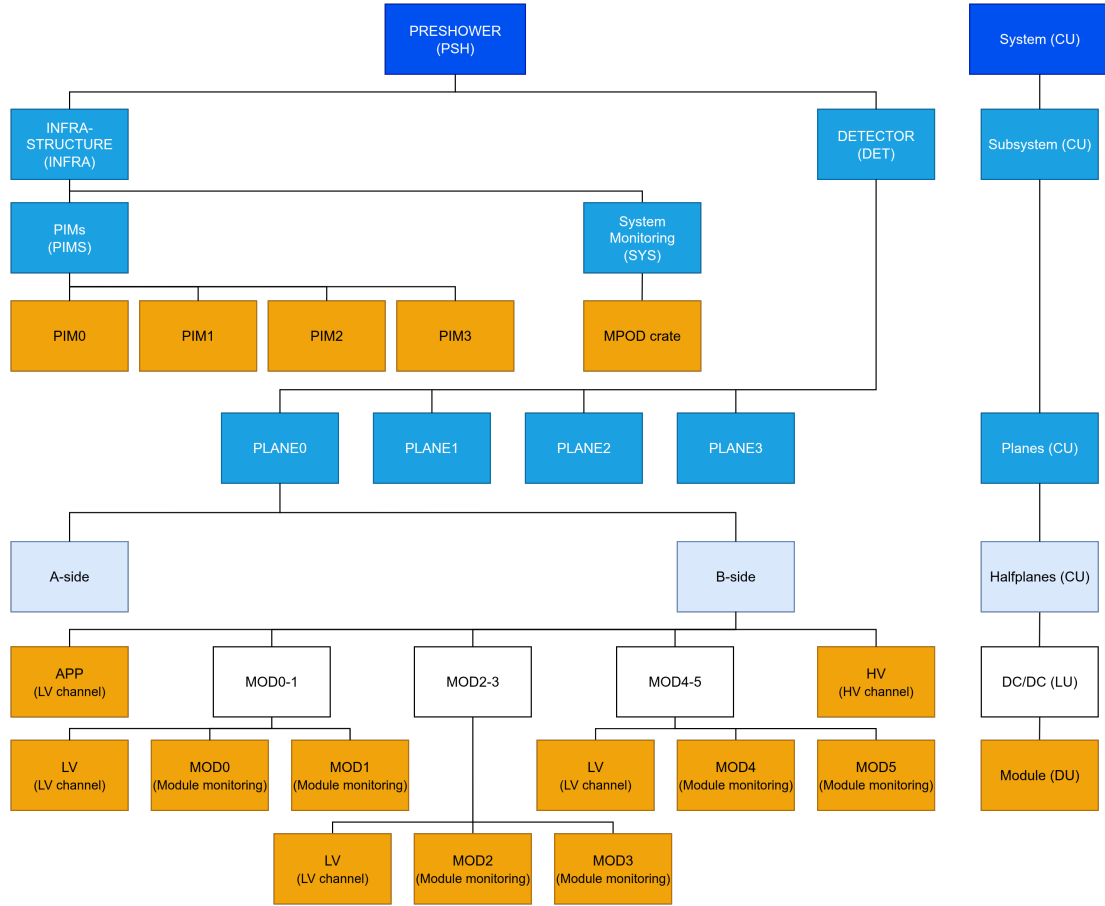 PRESHOWER
(PSH)
System (CU)
INFRA-
STRUCTURE
(INFRA)
DETECTOR
(DET)
Subsystem (CU)
PIMs
(PIMS)
System
Monitoring
(SYS)
PIM0
PIM1
PIM2
PIM3
MPOD crate
PLANE0
PLANE1
PLANE2
PLANE3
Planes (CU)
A-side
B-side
Halfplanes (CU)
APP
(LV channel)
MOD0-1
MOD2-3
MOD4-5
HV
(HV channel)
DC/DC (LU)
LV
(LV channel)
MOD0
(Module monitoring)
MOD1
(Module monitoring)
LV
(LV channel)
MOD4
(Module monitoring)
MOD5
(Module monitoring)
Module (DU)
LV
(LV channel)
MOD2
(Module monitoring)
MOD3
(Module monitoring)